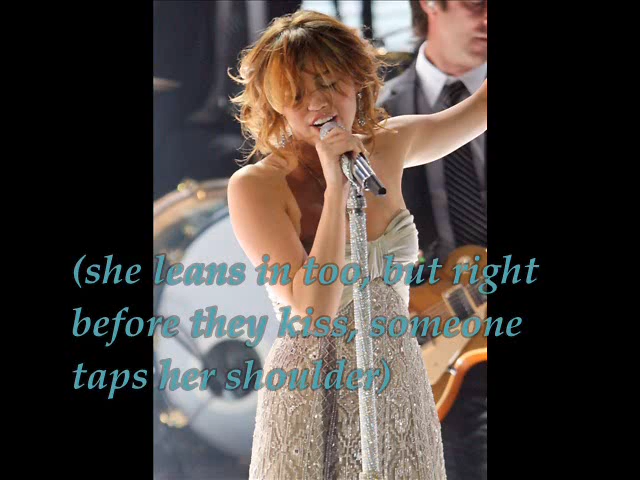 (she leans in too, but right
before they kiss, someone
taps her shoulder)